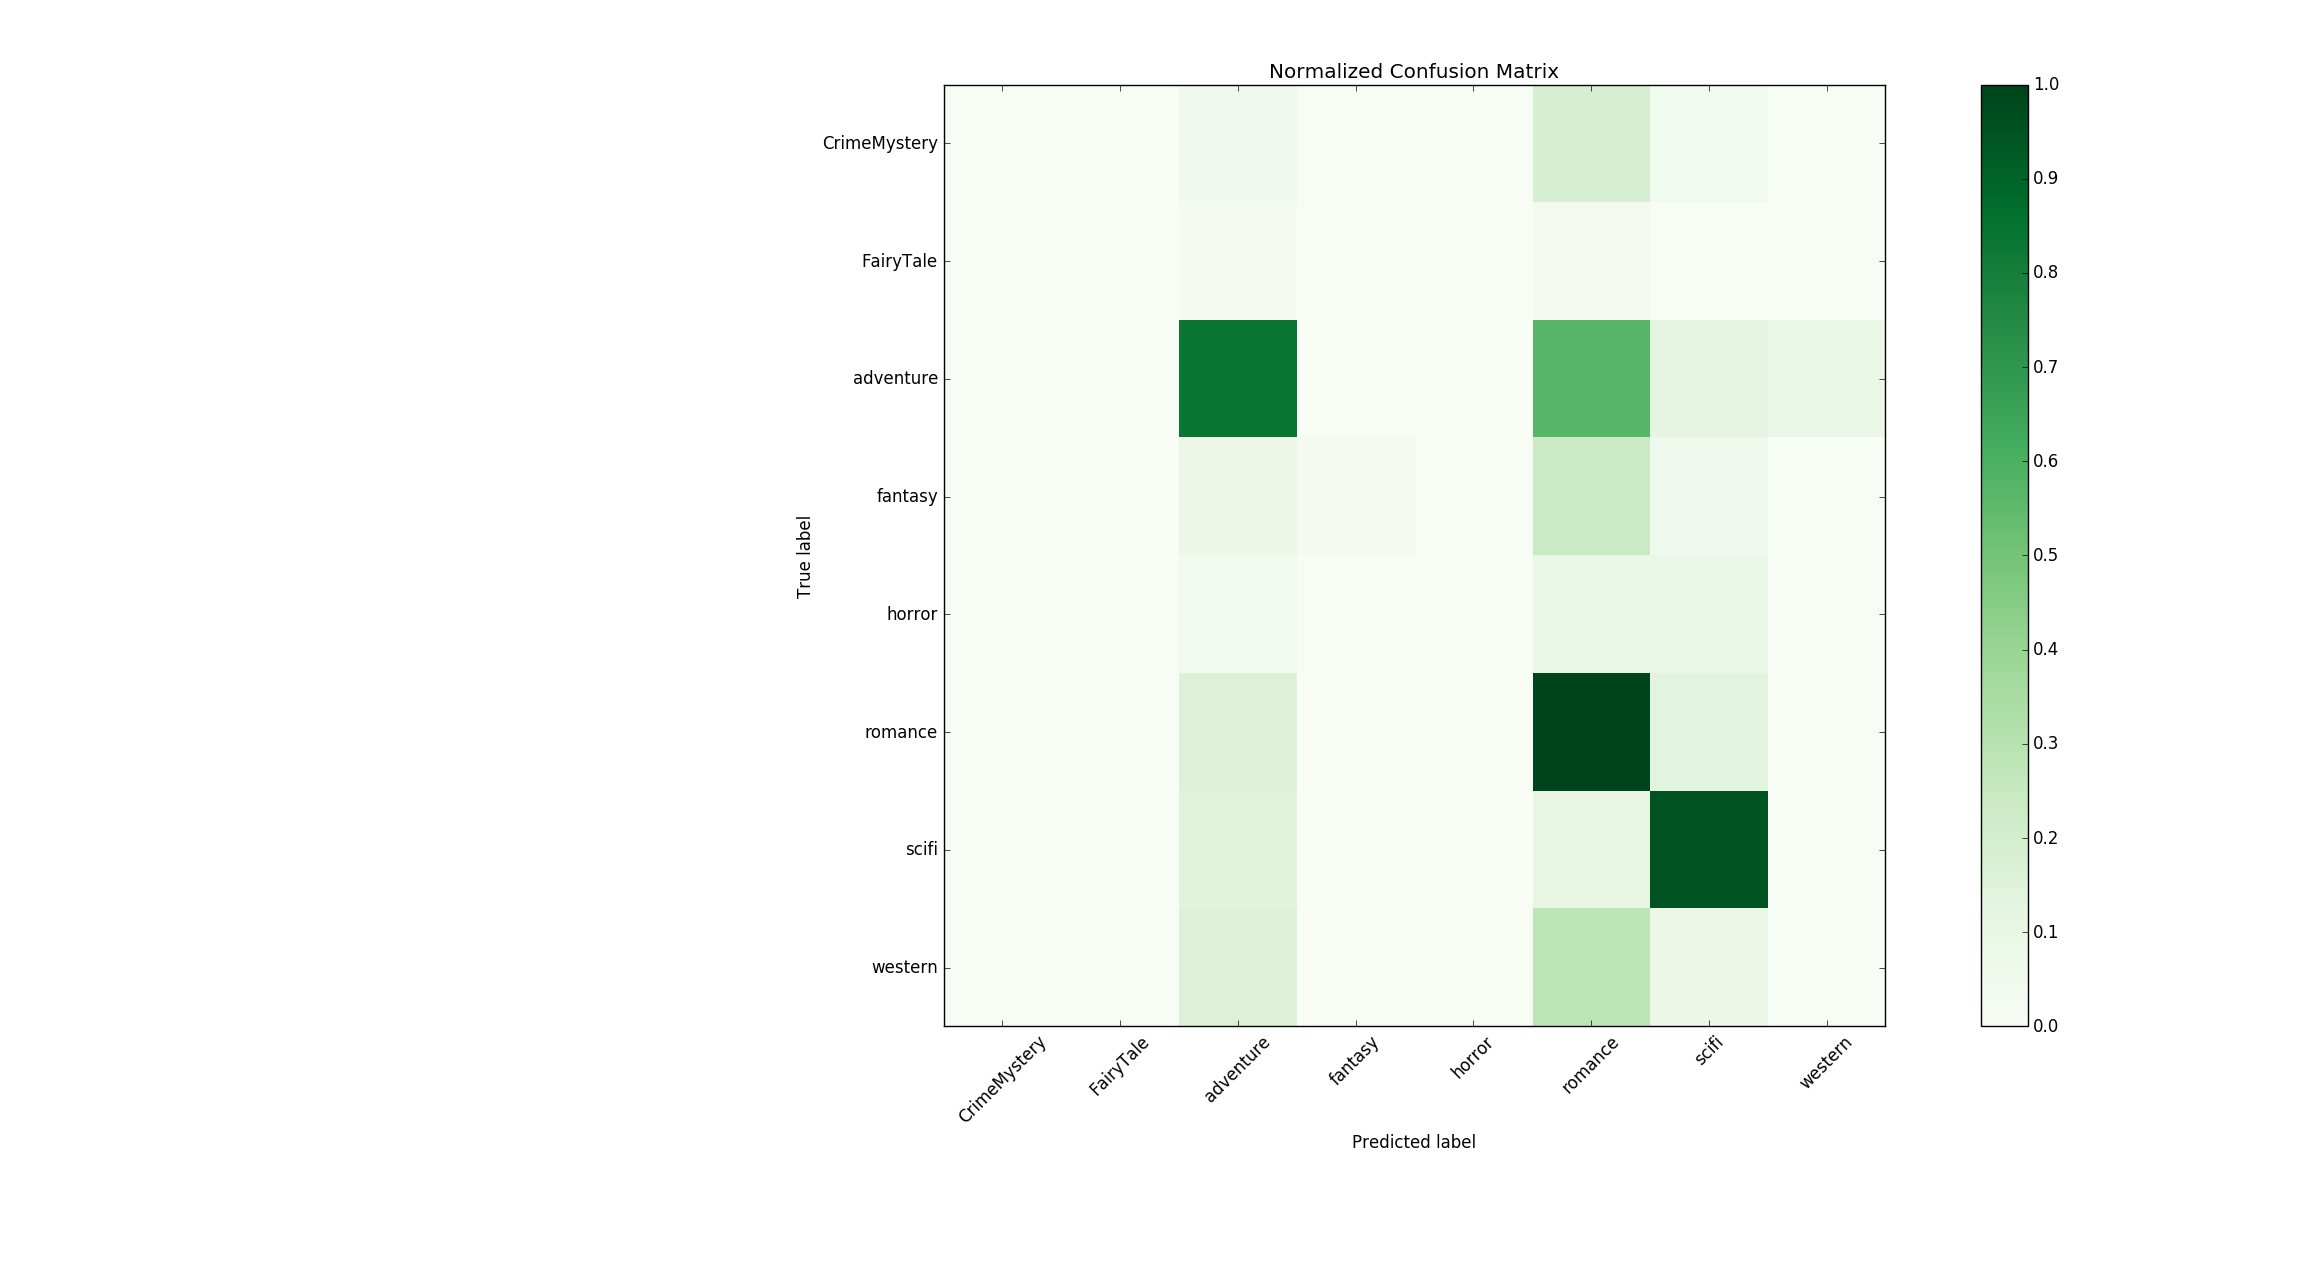 Normalized Confusion Matrix
True label
CrimeMystery
FairyTale
adventure
fantasy
horror
romance
scifi
western
CrimeMystery
FairyTale
adventure
fantasy
horror
romance
scifi
western
Predicted label
1.0
0.9
0.8
0.7
0.6
0.5
0.4
0.3
0.2
0.1
0.0